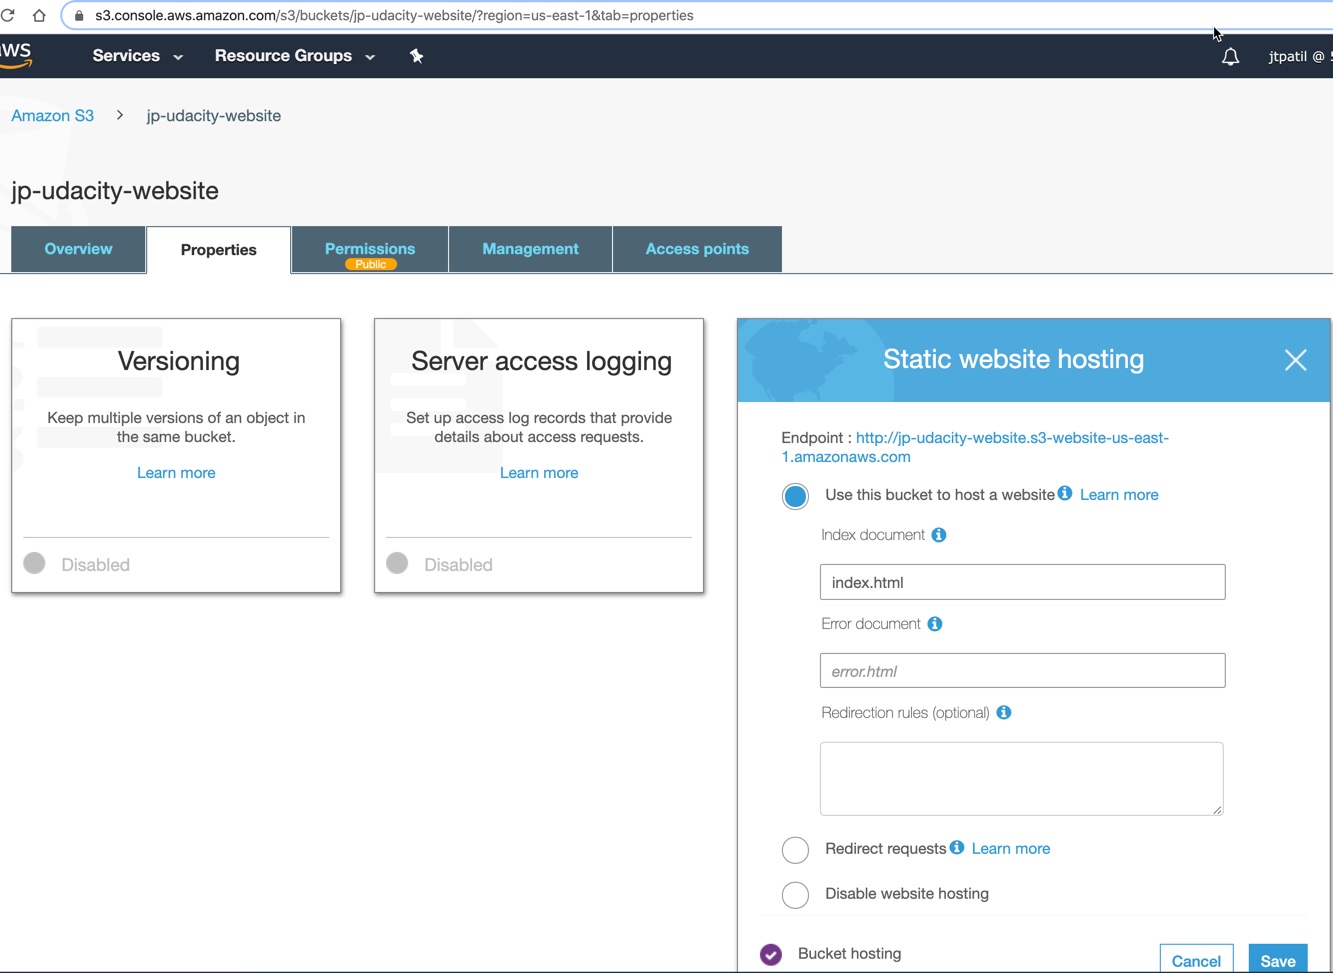 s3.console.aws.amazon.com/s3/buckets/jp-udacity-website/?region=us-east-1&tab=properties
aws Services Resource Groups jtpatil @
Amazon S3 > jp-udacity-website
jp-udacity-website
Overview Properties Permissions Management Access points
Public
Versioning
Keep multiple versions of an object in
the same bucket.
Learn more
Disabled
Server access logging
Set up access log records that provide
details about access requests.
Learn more
Disabled
Static website hosting
Endpoint : http://jp-udacity-website.s3-website-us-east-
1.amazonaws.com
Use this bucket to host a website Learn more
Index document
index.html
Error document
error.html
Redirection rules (optional)
Redirect requests Learn more
Disable website hosting
Bucket hosting
Cancel Save